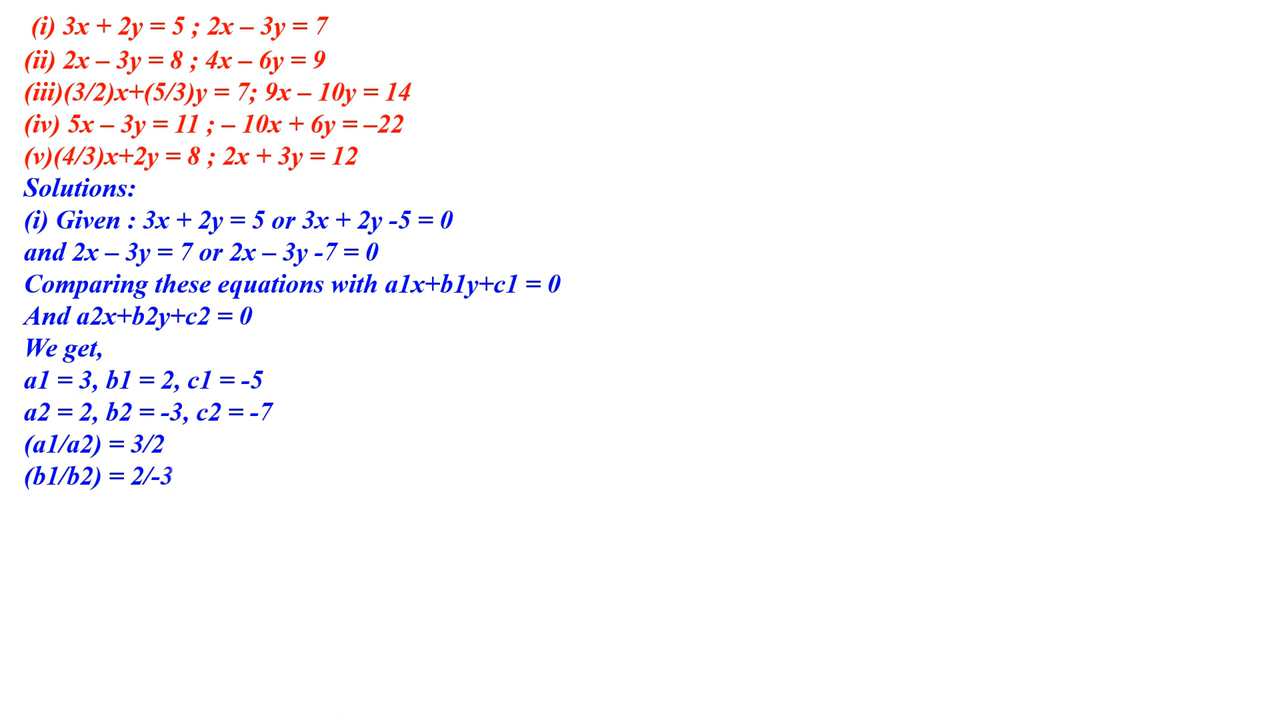 (i) 3x + 2y = 5 ; 2x – 3y = 7
(ii) 2x – 3y = 8 ; 4x – 6y = 9
(iii)(3/2)x+(5/3)y = 7; 9x – 10y = 14
(iv) 5x – 3y = 11 ; – 10x + 6y = –22
(v)(4/3)x+2y = 8 ; 2x + 3y = 12
Solutions:
(i) Given : 3x + 2y = 5 or 3x + 2y -5 = 0
and 2x – 3y = 7 or 2x – 3y -7 = 0
Comparing these equations with a1x+b1y+c1 = 0
And a2x+b2y+c2 = 0
We get,
a1 = 3, b1 = 2, c1 = -5
a2 = 2, b2 = -3, c2 = -7
(a1/a2) = 3/2
(b1/b2) = 2/-3